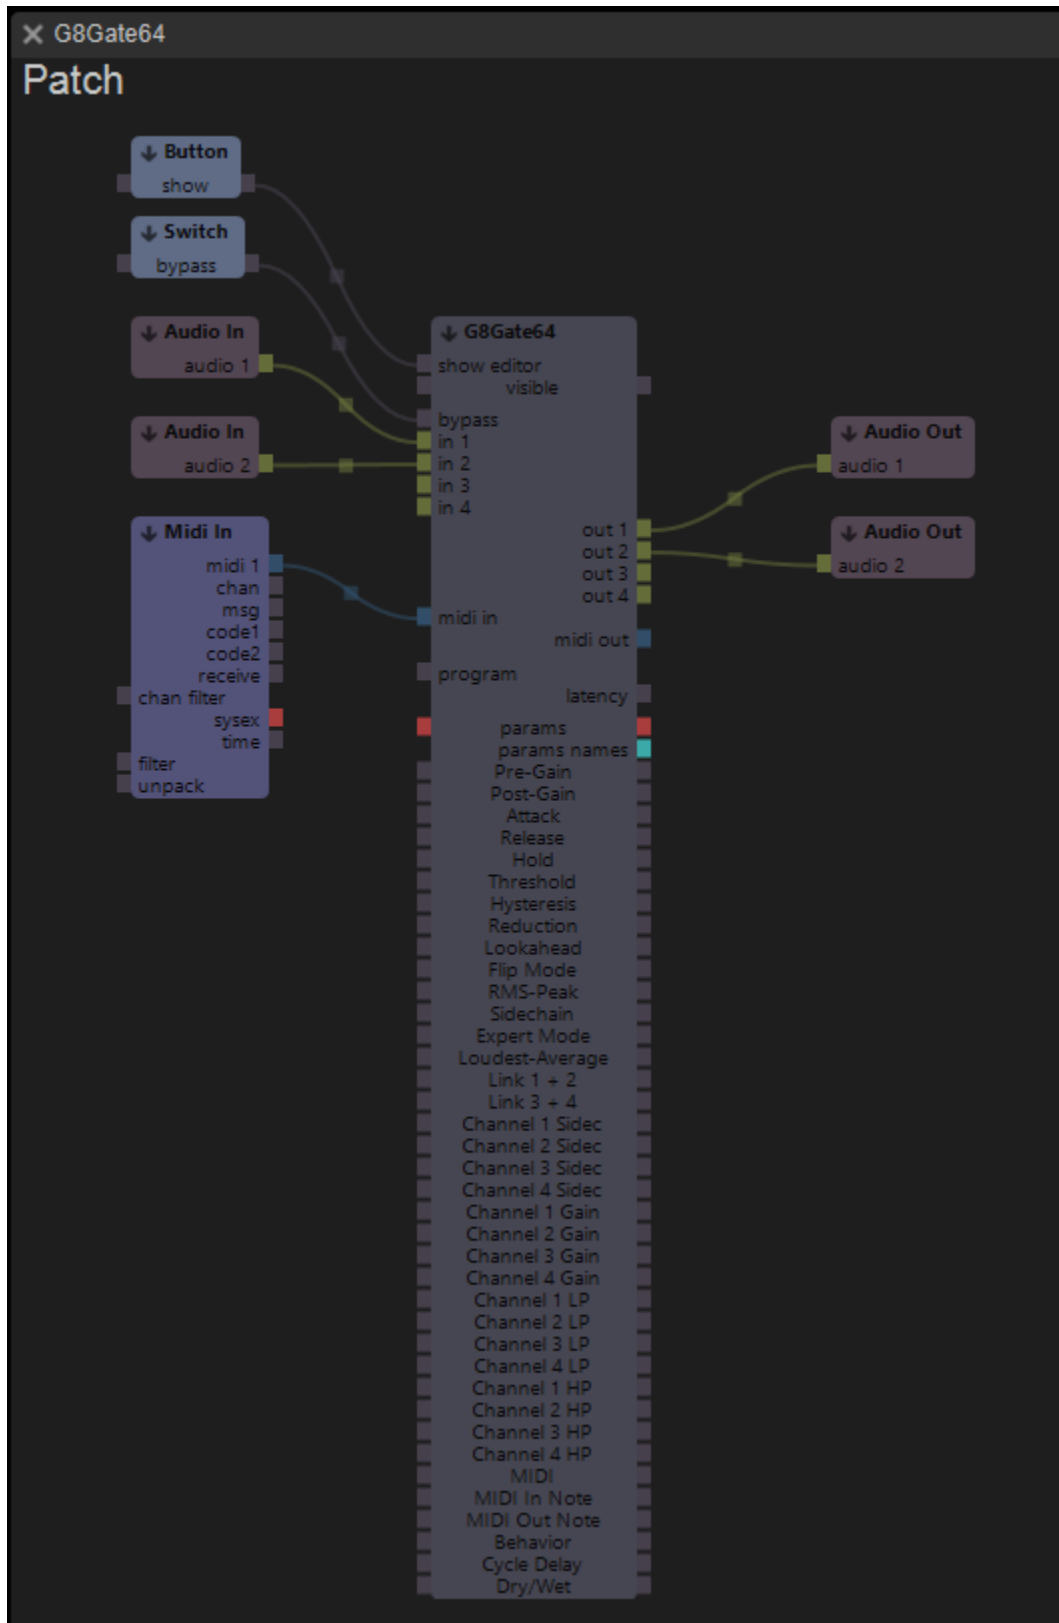 G8Gate64
Patch
Button
show
Switch
bypass
Audio In
audio 1
Audio In
audio 2
Midi In
midi 1
chan
msg
code1
code2
receive
chan filter
sysex
time
filter
unpack
G8Gate64
show editor
visible
bypass
in 1
in 2
in 3
in 4
out 1
out 2
out 3
out 4
midi in
midi out
program
latency
params
params names
Pre-Gain
Post-Gain
Attack
Release
Hold
Threshold
Hysteresis
Reduction
Lookahead
Flip Mode
RMS-Peak
Sidechain
Expert Mode
Loudest-Average
Link 1 + 2
Link 3 + 4
Channel 1 Sidec
Channel 2 Sidec
Channel 3 Sidec
Channel 4 Sidec
Channel 1 Gain
Channel 2 Gain
Channel 3 Gain
Channel 4 Gain
Channel 1 LP
Channel 2 LP
Channel 3 LP
Channel 4 LP
Channel 1 HP
Channel 2 HP
Channel 3 HP
Channel 4 HP
MIDI
MIDI In Note
MIDI Out Note
Behavior
Cycle Delay
Dry/Wet
Audio Out
audio 1
Audio Out
audio 2